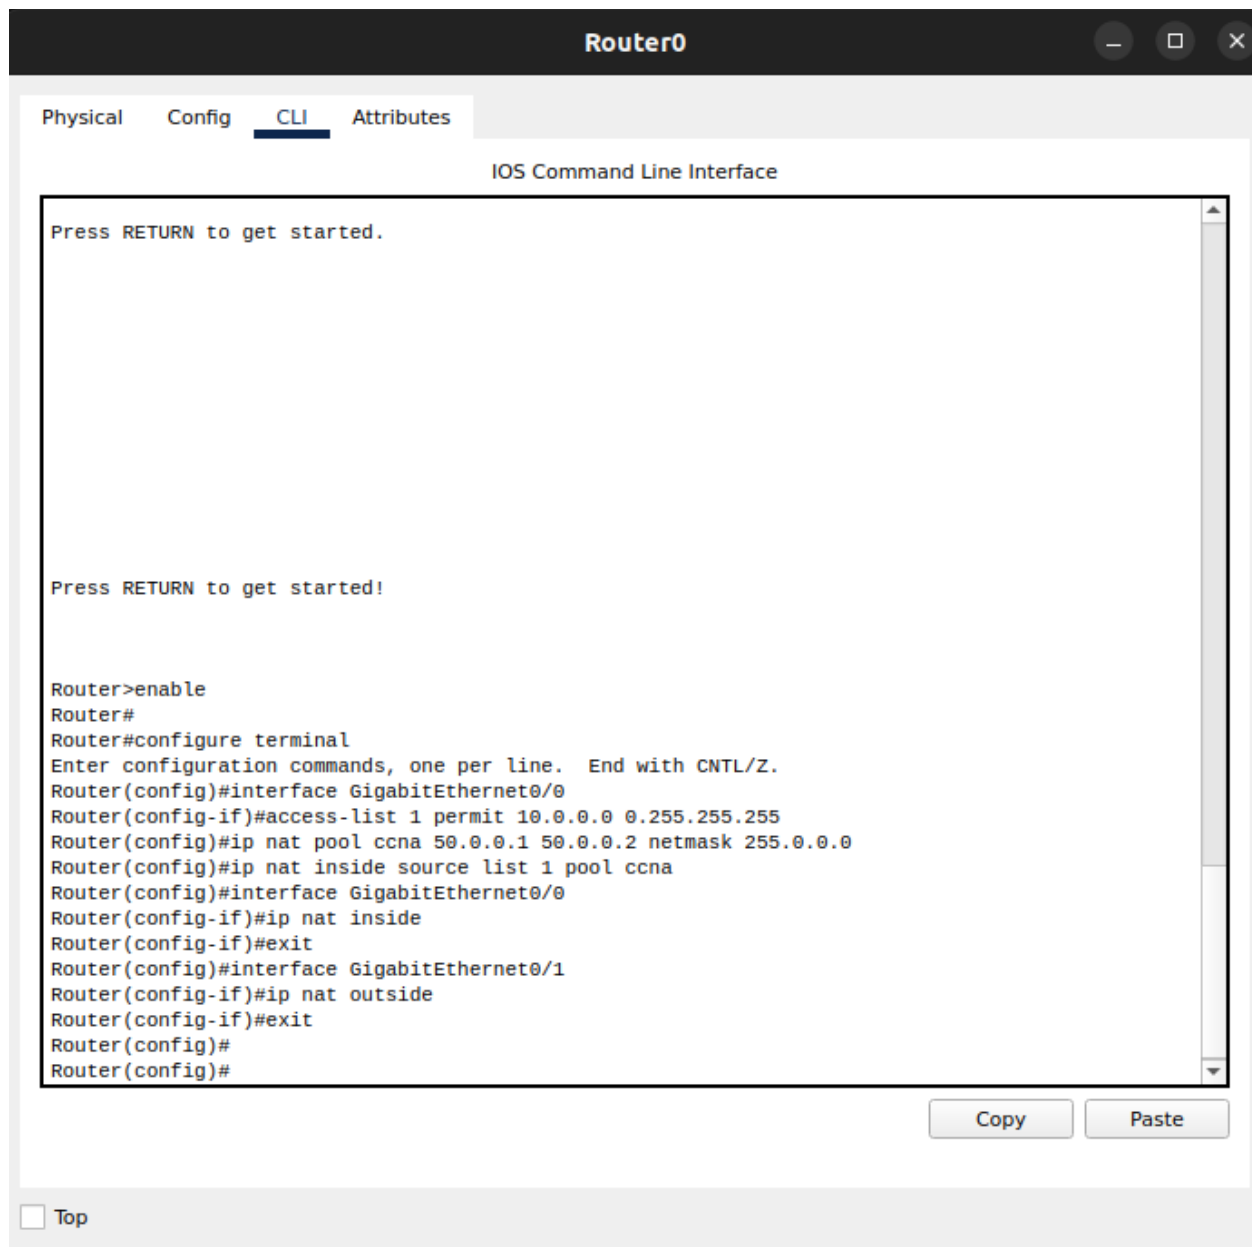 Router0
Physical Config CLI Attributes
IOS Command Line Interface
Press RETURN to get started.
Press RETURN to get started!
Router>enable
Router#
Router#configure terminal
Enter configuration commands, one per line.  End with CNTL/Z.
Router(config)#interface GigabitEthernet0/0
Router(config-if)#access-list 1 permit 10.0.0.0 0.255.255.255
Router(config)#ip nat pool ccna 50.0.0.1 50.0.0.2 netmask 255.0.0.0
Router(config)#ip nat inside source list 1 pool ccna
Router(config)#interface GigabitEthernet0/0
Router(config-if)#ip nat inside
Router(config-if)#exit
Router(config)#interface GigabitEthernet0/1
Router(config-if)#ip nat outside
Router(config-if)#exit
Router(config)#
Router(config)#
Copy Paste
Top